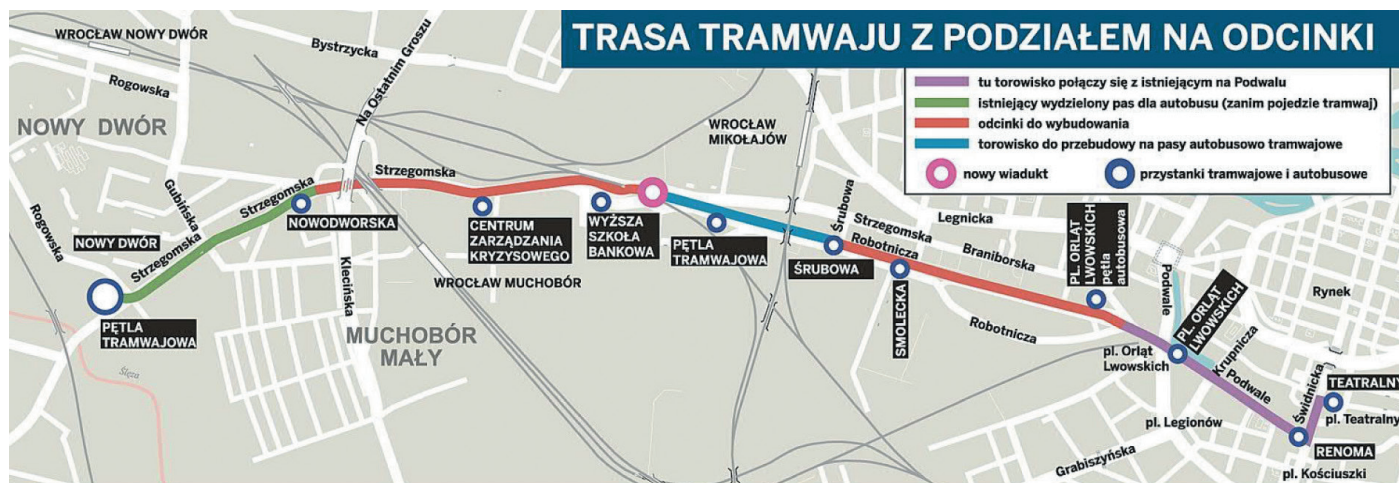 TRASA TRAMWAJU Z PODZIAŁEM NA ODCINKI
tu torowisko połączy się z istniejącym na Podwalu
istniejący wydzielony pas dla autobusu (zanim pojedzie tramwaj)
odcinki do wybudowania
torowisko do przebudowy na pasy autobusowo tramwajowe
nowy wiadukt
przystanki tramwajowe i autobusowe
WROCŁAW NOWY DWÓR
Bystrzycka
Rogowska
Na Ostatnim Groszu
NOWY DWÓR
WROCŁAW
MIKOŁAJÓW
Strzegomska
Strzegomska
Gubińska
Rogowska
NOWY DWÓR
Strzegomska
NOWODWORSKA
CENTRUM
ZARZĄDZANIA
KRYZYSOWEGO
WYŻSZA
SZKOŁA
BANKOWA
PĘTLA
TRAMWAJOWA
Śrubowa
ŚRUBOWA
Strzegomska
Robotnicza
Legnicka
Braniborska
SMOLECKA
PL. ORLĄT
LWOWSKICH
pętla
autobusowa
Podwale
PL. ORLĄT
LWOWSKICH
Rynek
Klecińska
WROCŁAW MUCHOBÓR
MUCHOBÓR
MAŁY
PĘTLA
TRAMWAJOWA
Ślęza
Robotnicza
pl. Orląt
Lwowskich
Krupnicza
Podwale
Świdnicka
TEATRALNY
pl. Teatralny
pl. Legionów
RENOMA
Grabiszyńska
pl. Kościuszki